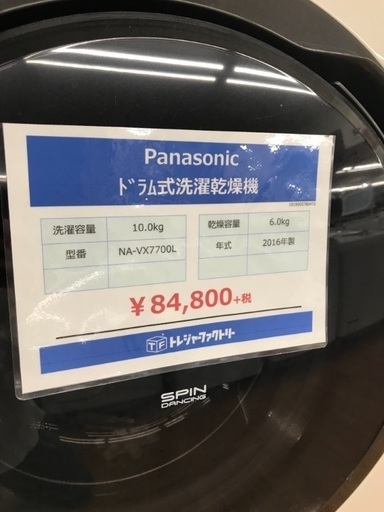 Panasonic
ﾄﾞﾗﾑ式洗濯乾燥機
洗濯容量 10.0kg 乾燥容量 6.0kg
型番 NA-VX7700L 年式 2016年製
￥84,800+税
TF トレジャーファクトリー
SPIN
DANCING